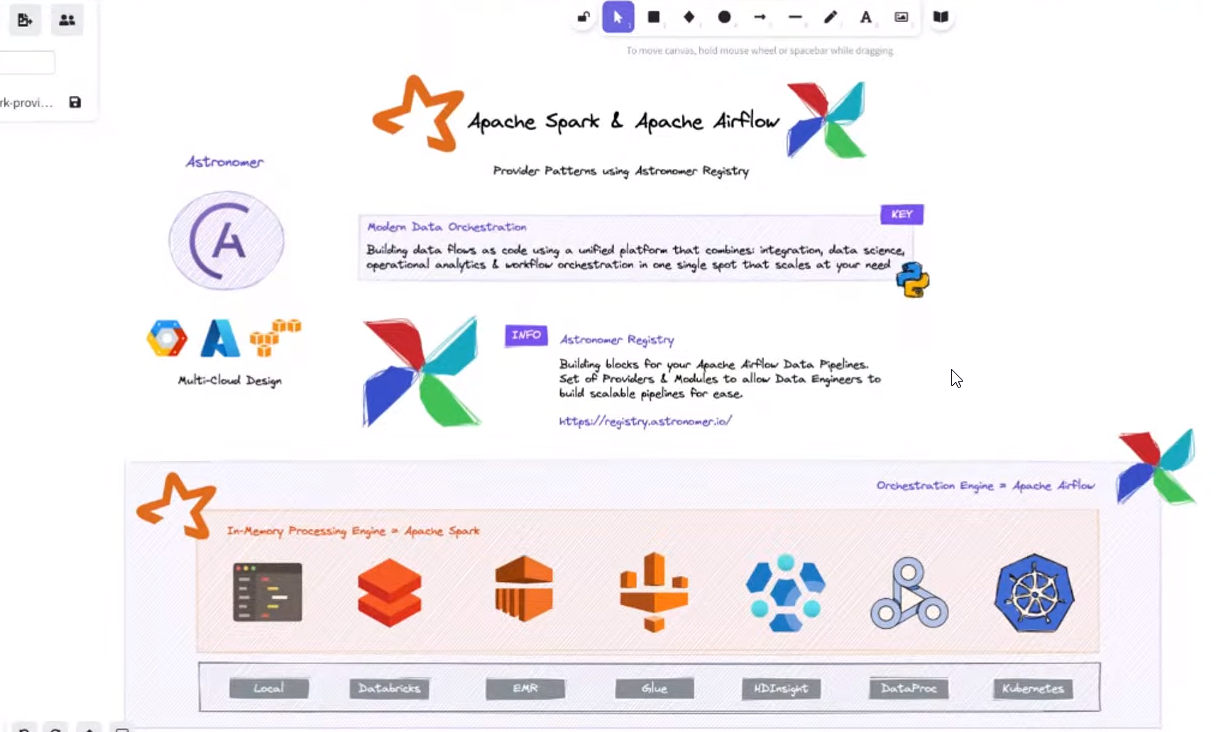 To move canvas, hold mouse wheel or spacebar while dragging
rk-provi...
Apache Spark & Apache Airflow
Provider Patterns using Astronomer Registry
Astronomer
A
KEY
Modern Data Orchestration
Building data flows as code using a unified platform that combines: integration, data science,
operational analytics & workflow orchestration in one single spot that scales at your need
Multi-Cloud Design
INFO
Astronomer Registry
Building blocks for your Apache Airflow Data Pipelines.
Set of Providers & Modules to allow Data Engineers to
build scalable pipelines for ease.
https://registry.astronomer.io/
Orchestration Engine = Apache Airflow
In-Memory Processing Engine = Apache Spark
Local
Databricks
EMR
Glue
HDInsight
DataProc
Kubernetes